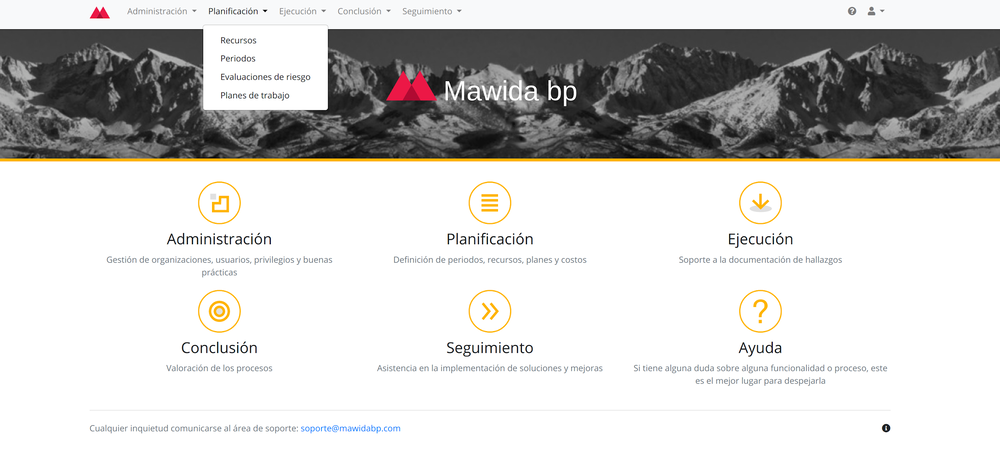 Administración Planificación Ejecución Conclusión Seguimiento
Recursos
Periodos
Evaluaciones de riesgo
Planes de trabajo
Mawida bp
Administración
Gestión de organizaciones, usuarios, privilegios y buenas
prácticas
Planificación
Definición de periodos, recursos, planes y costos
Ejecución
Soporte a la documentación de hallazgos
Conclusión
Valoración de los procesos
Seguimiento
Asistencia en la implementación de soluciones y mejoras
Ayuda
Si tiene alguna duda sobre alguna funcionalidad o proceso, este
es el mejor lugar para despejarla
Cualquier inquietud comunicarse al área de soporte: soporte@mawidabp.com